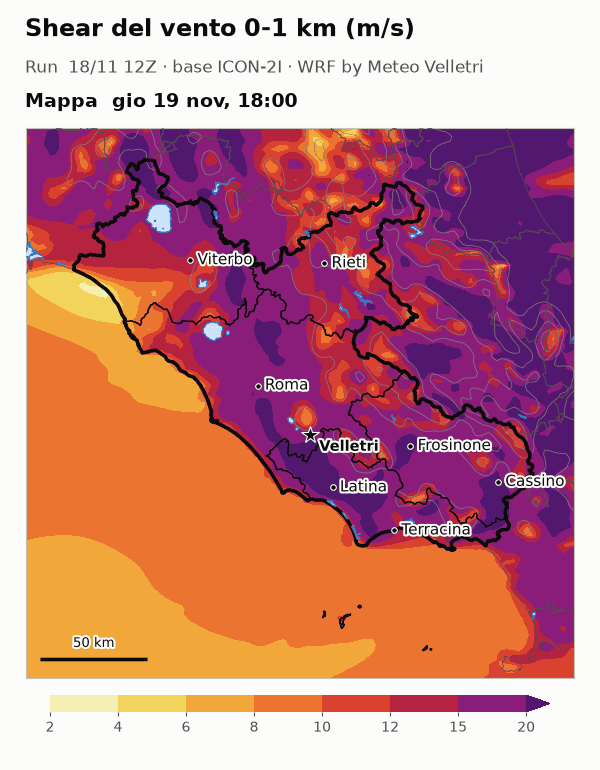 Shear del vento 0-1 km (m/s)
Run  18/11 12Z · base ICON-2I · WRF by Meteo Velletri
Mappa  gio 19 nov, 18:00
Viterbo
Rieti
Roma
Velletri
Frosinone
Latina
Cassino
Terracina
50 km
2 4 6 8 10 12 15 20